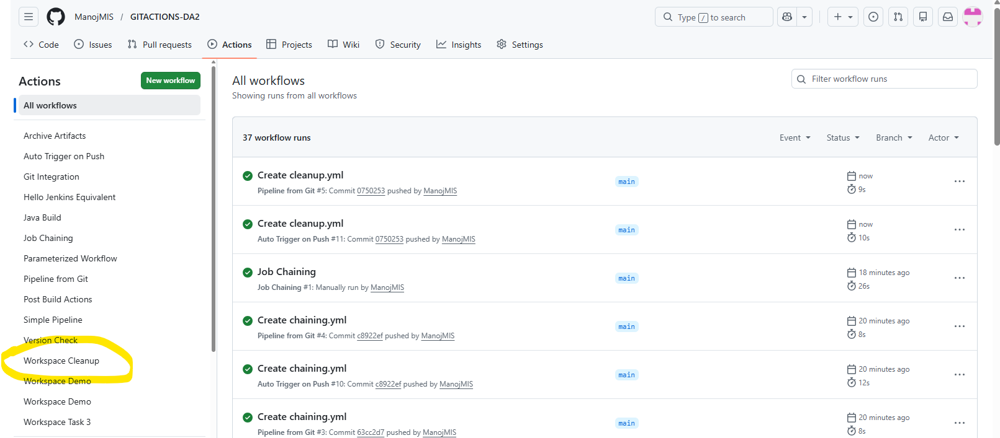 ManojMIS / GITACTIONS-DA2
Type / to search
Code
Issues
Pull requests
Actions
Projects
Wiki
Security
Insights
Settings
Actions
New workflow
All workflows
Archive Artifacts
Auto Trigger on Push
Git Integration
Hello Jenkins Equivalent
Java Build
Job Chaining
Parameterized Workflow
Pipeline from Git
Post Build Actions
Simple Pipeline
Version Check
Workspace Cleanup
Workspace Demo
Workspace Demo
Workspace Task 3
All workflows
Showing runs from all workflows
Filter workflow runs
37 workflow runs
Event
Status
Branch
Actor
Create cleanup.yml
Pipeline from Git #5: Commit 0750253 pushed by ManojMIS
main
now
9s
Create cleanup.yml
Auto Trigger on Push #11: Commit 0750253 pushed by ManojMIS
main
now
10s
Job Chaining
Job Chaining #1: Manually run by ManojMIS
main
18 minutes ago
26s
Create chaining.yml
Pipeline from Git #4: Commit c8922ef pushed by ManojMIS
main
20 minutes ago
8s
Create chaining.yml
Auto Trigger on Push #10: Commit c8922ef pushed by ManojMIS
main
20 minutes ago
12s
Create chaining.yml
Pipeline from Git #3: Commit 63cc2d7 pushed by ManojMIS
main
20 minutes ago
8s